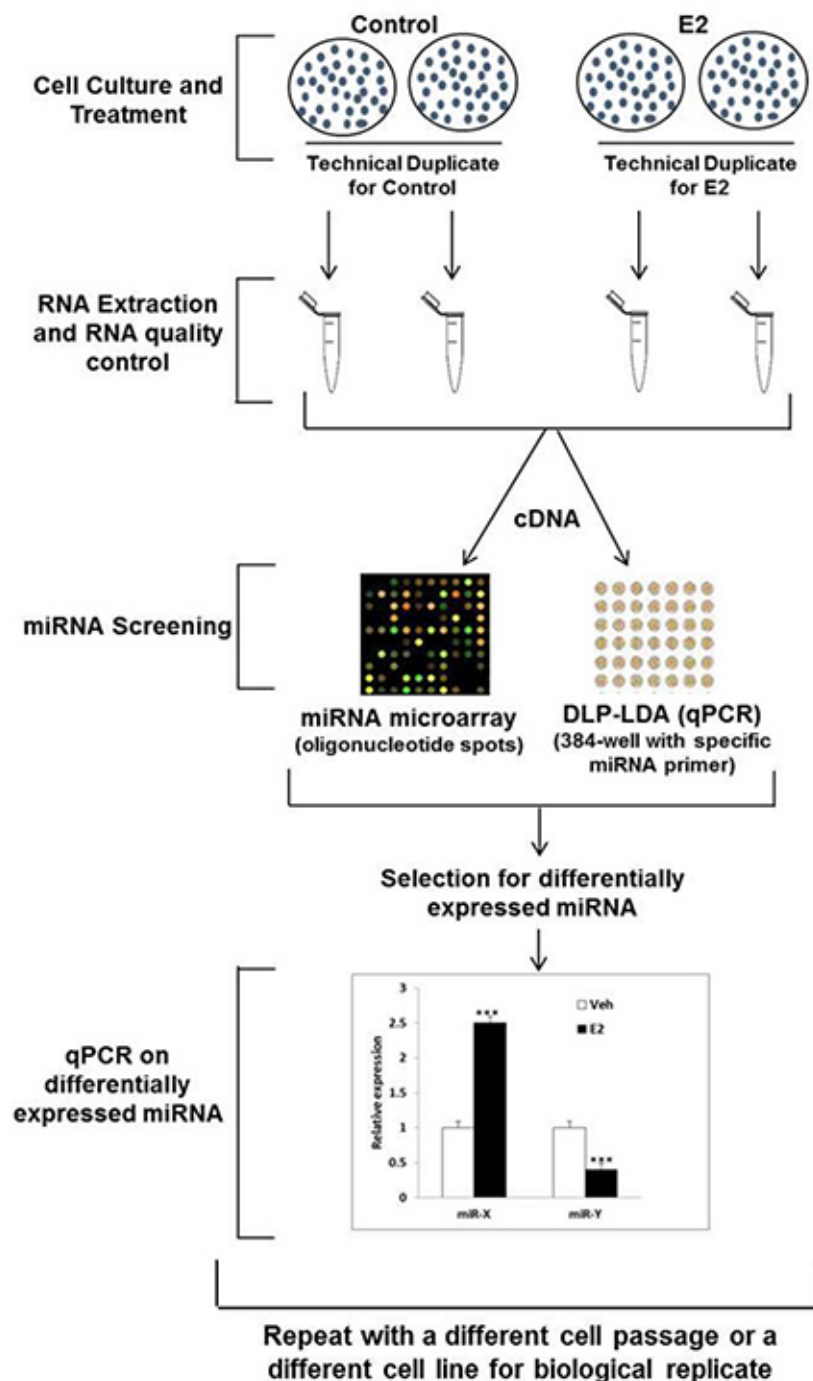 Control
E2
Cell Culture and
Treatment
Technical Duplicate
for Control
Technical Duplicate
for E2
RNA Extraction
and RNA quality
control
cDNA
miRNA Screening
miRNA microarray
(oligonucleotide spots)
DLP-LDA (qPCR)
(384-well with specific
miRNA primer)
Selection for differentially
expressed miRNA
qPCR on
differentially
expressed miRNA
Relative expression
3
2.5
2
1.5
1
0.5
0
***
***
Veh
E2
miR-X
miR-Y
Repeat with a different cell passage or a
different cell line for biological replicate